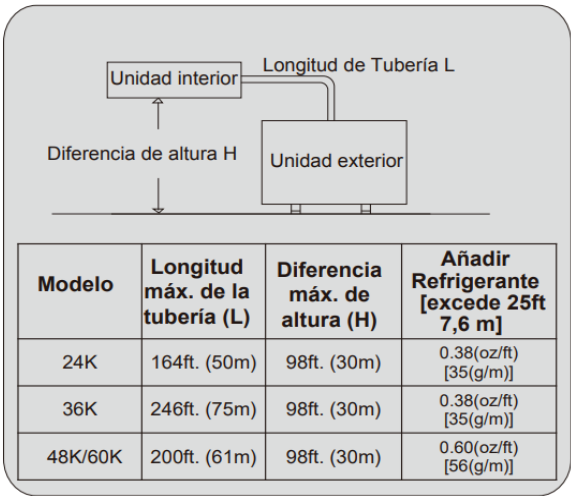 Unidad interior
Longitud de Tubería L
Diferencia de altura H
Unidad exterior
Modelo
Longitud
máx. de la
tubería (L)
Diferencia
máx. de
altura (H)
Añadir
Refrigerante
[excede 25ft
7,6 m]
24K
164ft. (50m)
98ft. (30m)
0.38(oz/ft)
[35(g/m)]
36K
246ft. (75m)
98ft. (30m)
0.38(oz/ft)
[35(g/m)]
48K/60K
200ft. (61m)
98ft. (30m)
0.60(oz/ft)
[56(g/m)]